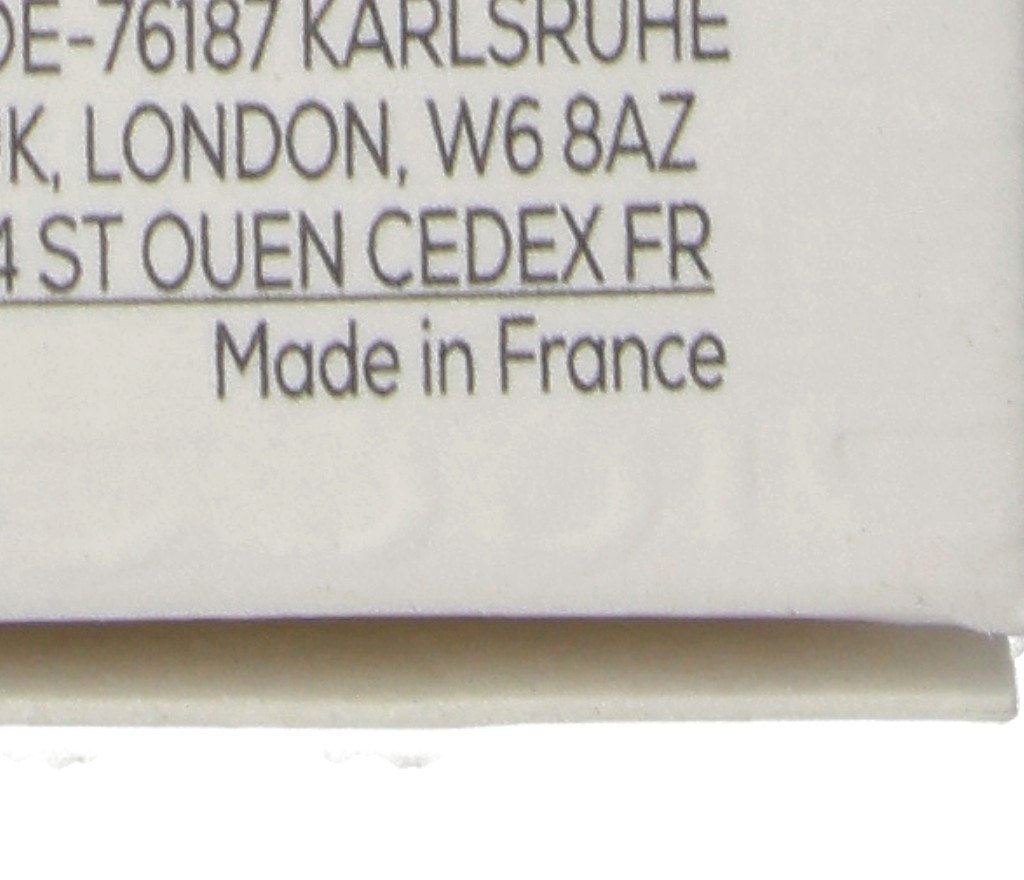 DE-76187 KARLSRUHE
K, LONDON, W6 8AZ
4 ST OUEN CEDEX FR
Made in France